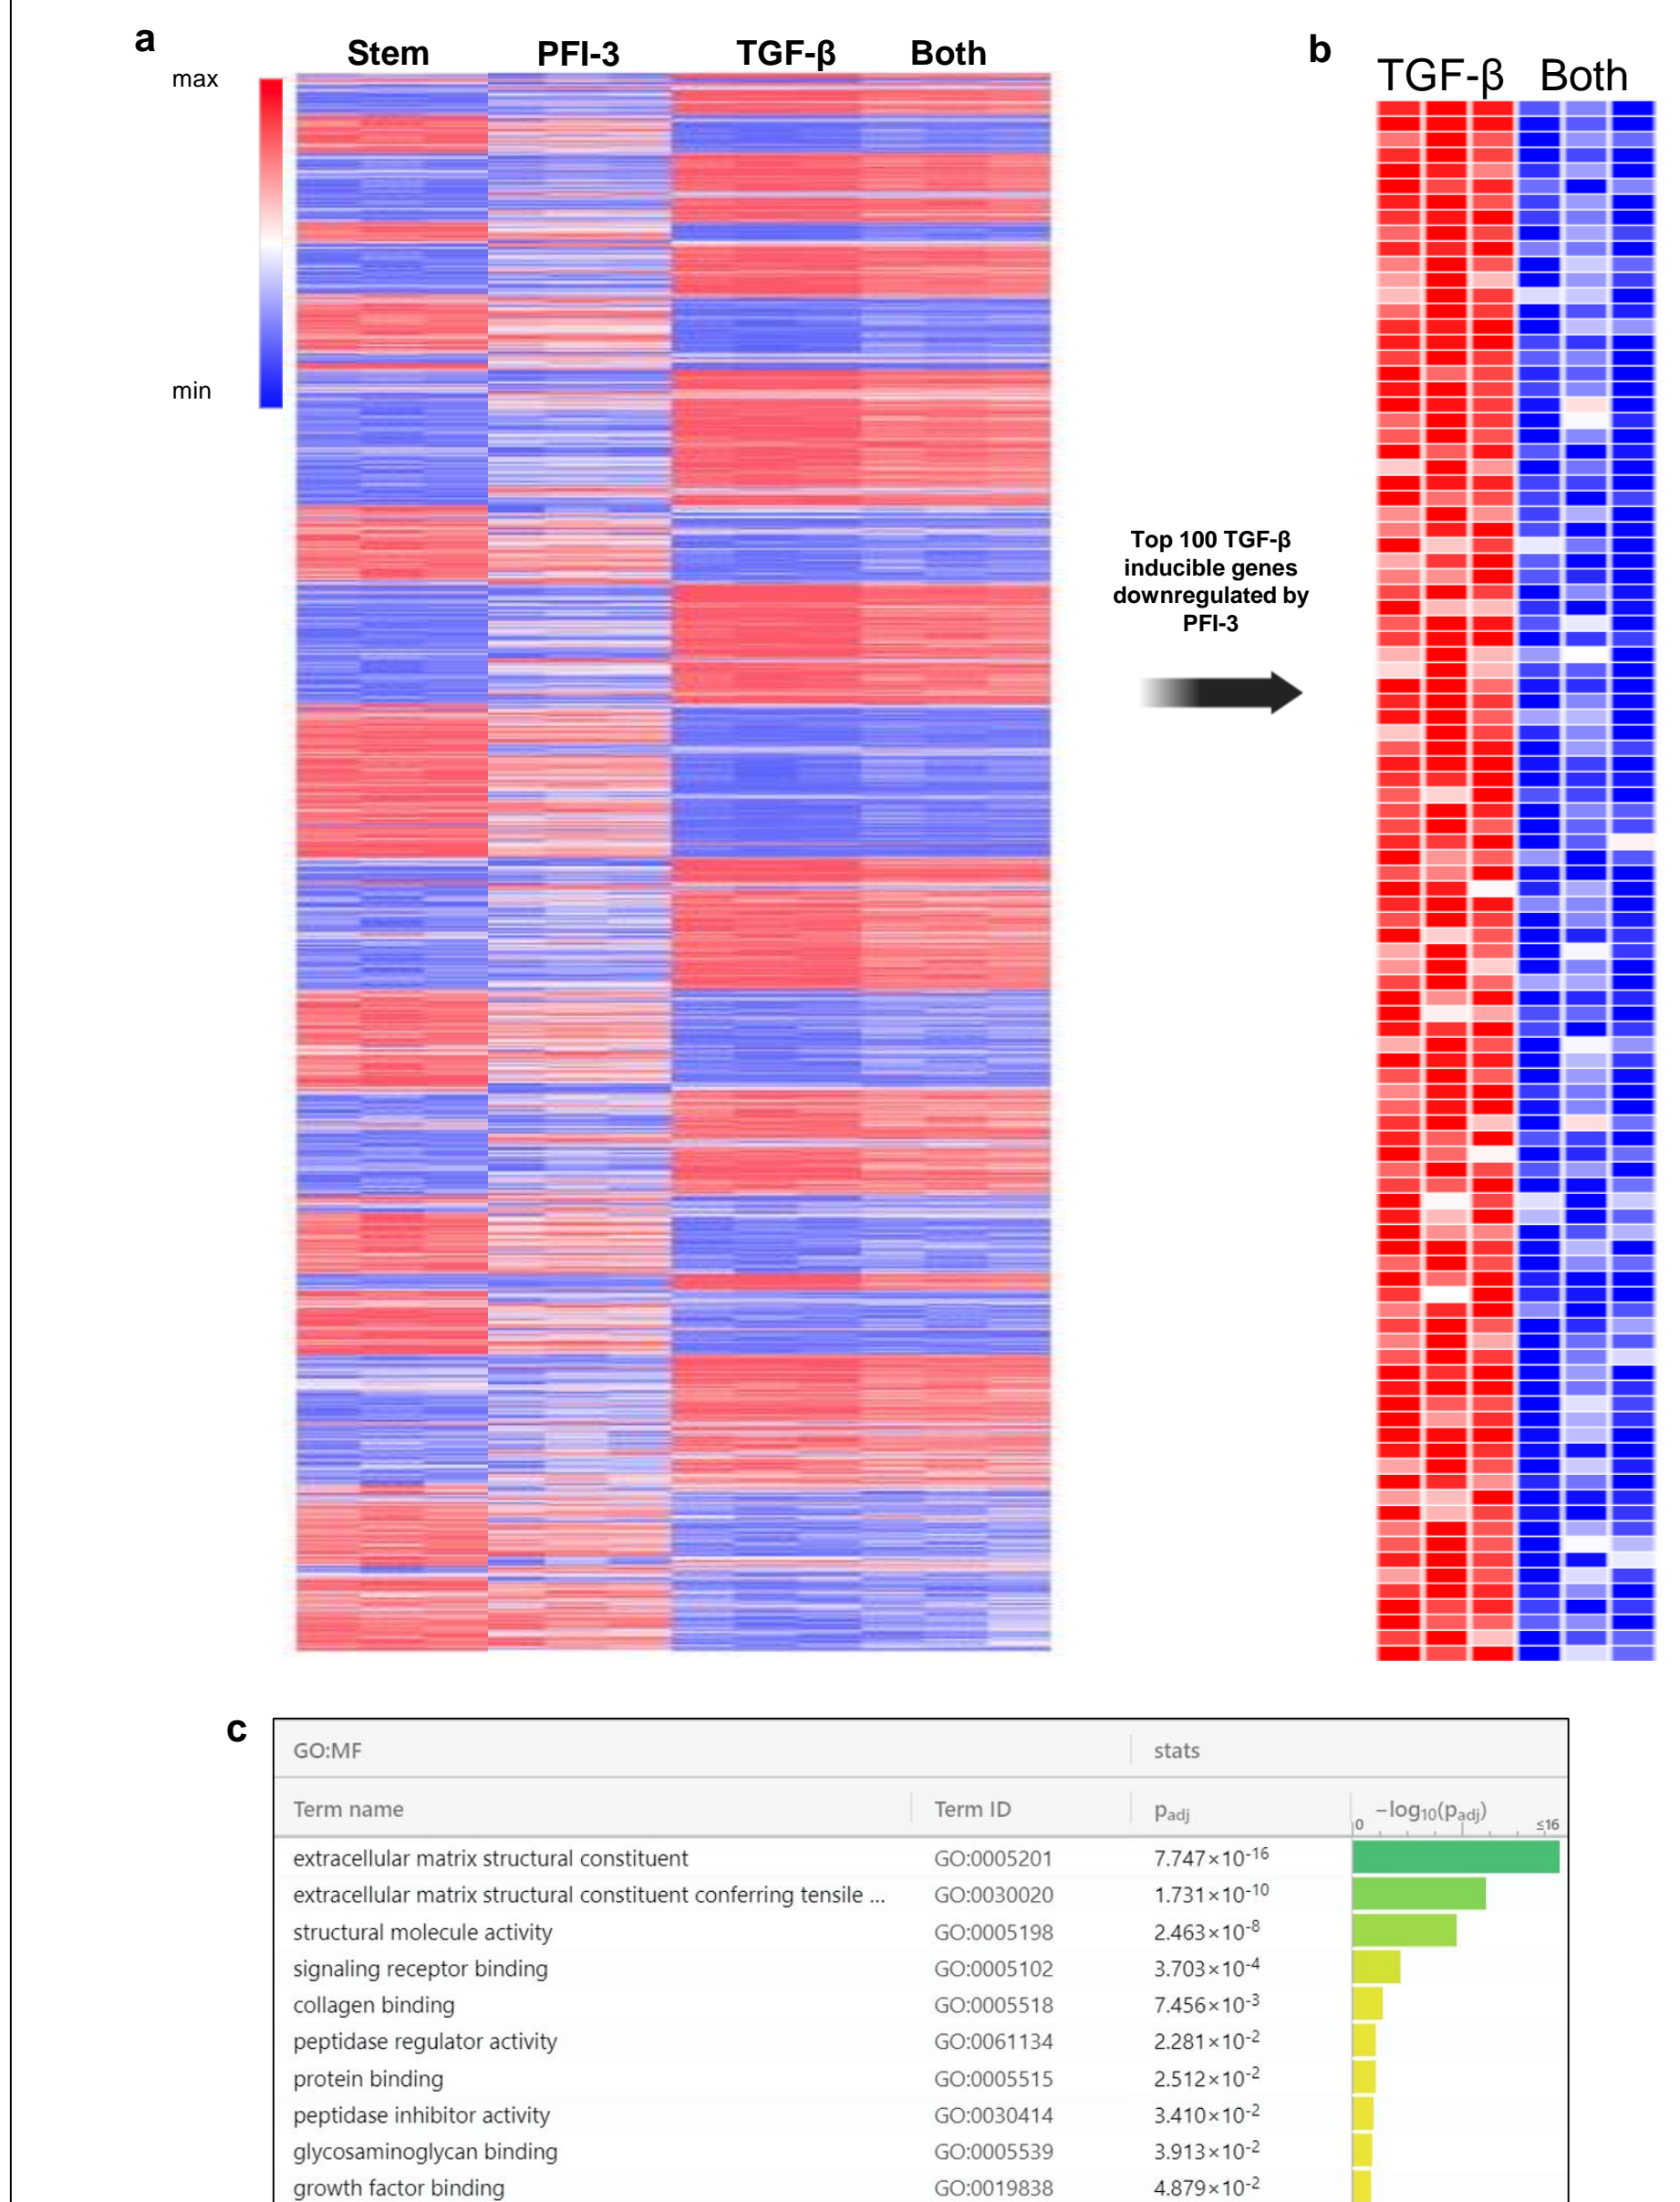 a
Stem PFI-3 TGF-β Both
max
min
b
TGF-β Both
Top 100 TGF-β
inducible genes
downregulated by
PFI-3
c
GO:MF stats
Term name Term ID padj −log10(padj)
0 ≤16
extracellular matrix structural constituent GO:0005201 7.747×10-16
extracellular matrix structural constituent conferring tensile ... GO:0030020 1.731×10-10
structural molecule activity GO:0005198 2.463×10-8
signaling receptor binding GO:0005102 3.703×10-4
collagen binding GO:0005518 7.456×10-3
peptidase regulator activity GO:0061134 2.281×10-2
protein binding GO:0005515 2.512×10-2
peptidase inhibitor activity GO:0030414 3.410×10-2
glycosaminoglycan binding GO:0005539 3.913×10-2
growth factor binding GO:0019838 4.879×10-2